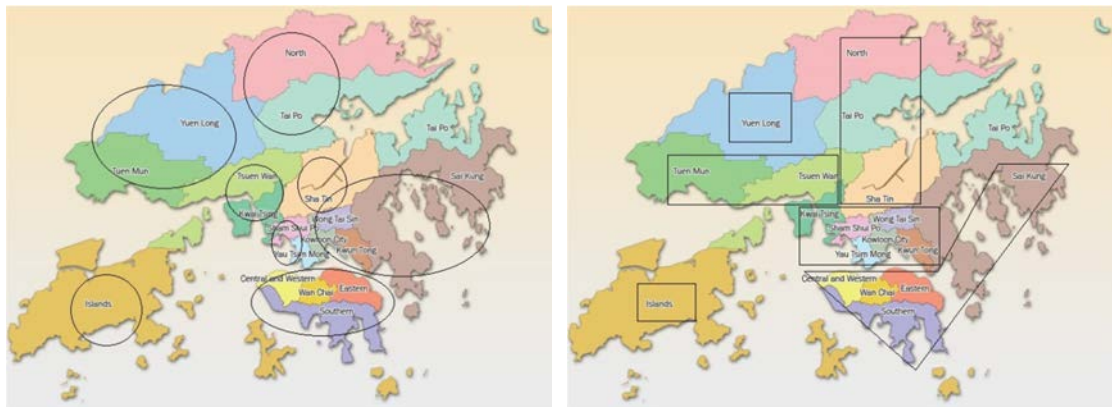 North
Tai Po
Yuen Long
Tai Po
Tuen Mun
Tsuen Wan
Sai Kung
Sha Tin
Kwai Tsing
Wong Tai Sin
Sham Shui Po
Kowloon City
Kwun Tong
Yau Tsim Mong
Central and Western
Eastern
Wan Chai
Islands
Southern
North
Tai Po
Yuen Long
Tai Po
Tuen Mun
Tsuen Wan
Sai Kung
Sha Tin
Kwai Tsing
Wong Tai Sin
Sham Shui Po
Kowloon City
Kwun Tong
Yau Tsim Mong
Central and Western
Eastern
Wan Chai
Islands
Southern